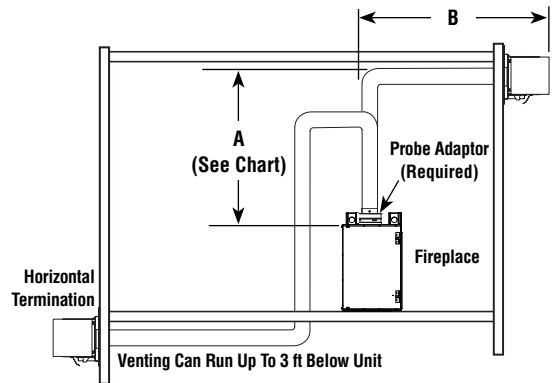 B
A
(See Chart)
Probe Adaptor
(Required)
Fireplace
Horizontal
Termination
Venting Can Run Up To 3 ft Below Unit